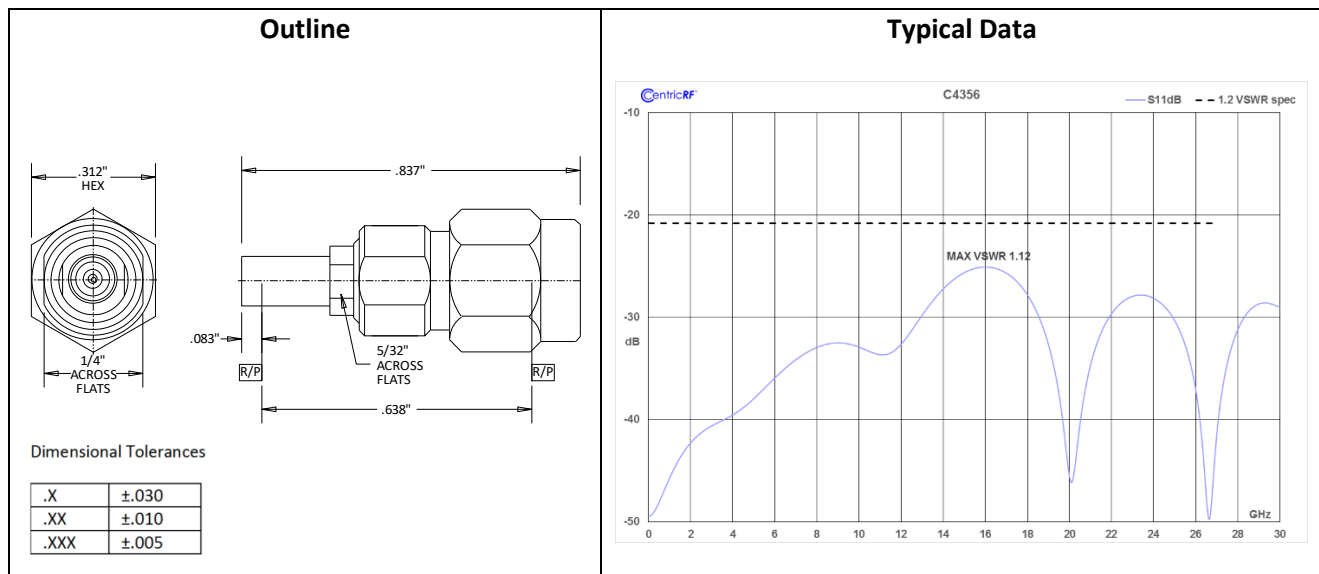 Outline
.312"
HEX
.837"
.083"
1/4"
ACROSS
FLATS
5/32"
ACROSS
FLATS
R/P
R/P
.638"
Dimensional Tolerances
.X ±.030
.XX ±.010
.XXX ±.005
Typical Data
CentricRF™
C4356
S11dB
1.2 VSWR spec
-10
-20
MAX VSWR 1.12
-30
dB
-40
-50
GHz
0 2 4 6 8 10 12 14 16 18 20 22 24 26 28 30